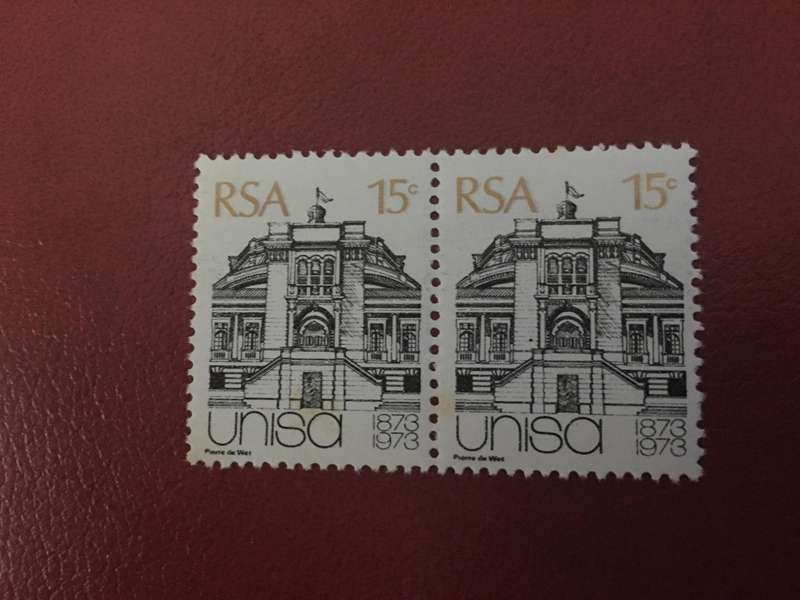 RSA 15c
unisa 1873
1973
Pierre de Wet
RSA 15c
unisa 1873
1973
Pierre de Wet